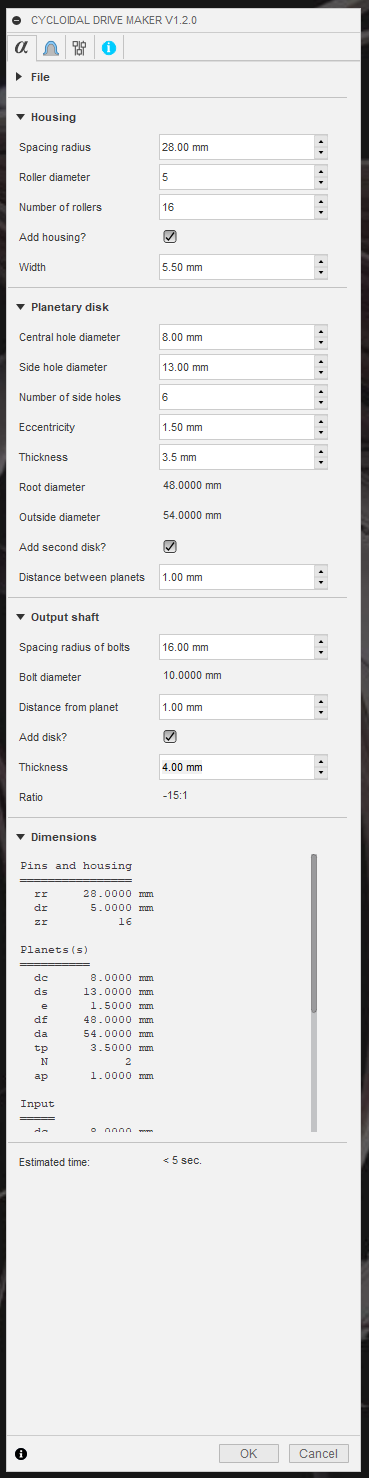 CYCLOIDAL DRIVE MAKER V1.2.0
α
File
Housing
Spacing radius 28.00 mm
Roller diameter 5
Number of rollers 16
Add housing?
Width 5.50 mm
Planetary disk
Central hole diameter 8.00 mm
Side hole diameter 13.00 mm
Number of side holes 6
Eccentricity 1.50 mm
Thickness 3.5 mm
Root diameter 48.0000 mm
Outside diameter 54.0000 mm
Add second disk?
Distance between planets 1.00 mm
Output shaft
Spacing radius of bolts 16.00 mm
Bolt diameter 10.0000 mm
Distance from planet 1.00 mm
Add disk?
Thickness 4.00 mm
Ratio -15:1
Dimensions
Pins and housing
================
rr 28.0000 mm
dr 5.0000 mm
zr 16
Planets(s)
==========
dc 8.0000 mm
ds 13.0000 mm
e 1.5000 mm
df 48.0000 mm
da 54.0000 mm
tp 3.5000 mm
N 2
ap 1.0000 mm
Input
=====
Estimated time: < 5 sec.
OK Cancel